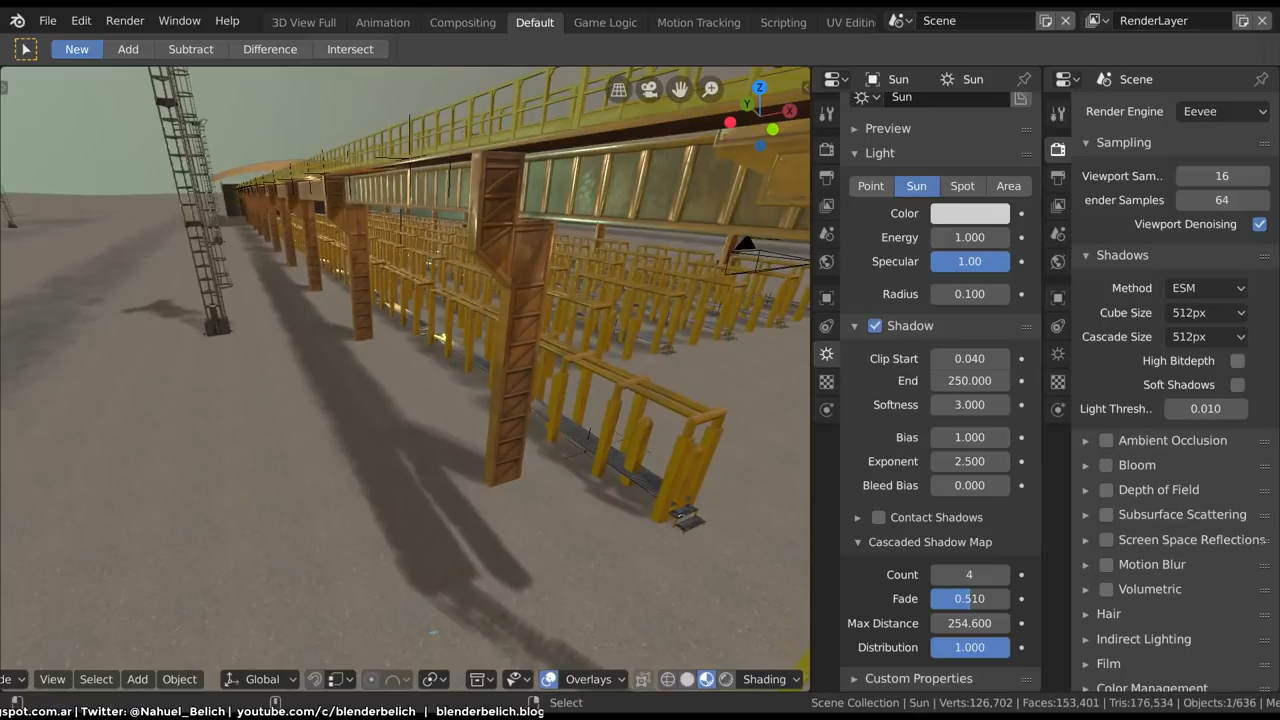 File Edit Render Window Help 3D View Full Animation Compositing Default Game Logic Motion Tracking Scripting UV Editin Scene RenderLayer
New Add Subtract Difference Intersect
Z
Y
X
Sun Sun
Sun
Preview
Light
Point Sun Spot Area
Color
Energy 1.000
Specular 1.00
Radius 0.100
Shadow
Clip Start 0.040
End 250.000
Softness 3.000
Bias 1.000
Exponent 2.500
Bleed Bias 0.000
Contact Shadows
Cascaded Shadow Map
Count 4
Fade 0.510
Max Distance 254.600
Distribution 1.000
Custom Properties
Scene
Render Engine Eevee
Sampling
Viewport Sam.. 16
ender Samples 64
Viewport Denoising
Shadows
Method ESM
Cube Size 512px
Cascade Size 512px
High Bitdepth
Soft Shadows
Light Thresh.. 0.010
Ambient Occlusion
Bloom
Depth of Field
Subsurface Scattering
Screen Space Reflections
Motion Blur
Volumetric
Hair
Indirect Lighting
Film
Color Management
de View Select Add Object Global Overlays Shading
Select Scene Collection | Sun | Verts:126,702 | Faces:153,401 | Tris:176,534 | Objects:1/636 | Me
gspot.com.ar | Twitter: @Nahuel_Belich | youtube.com/c/blenderbelich | blenderbelich.blog